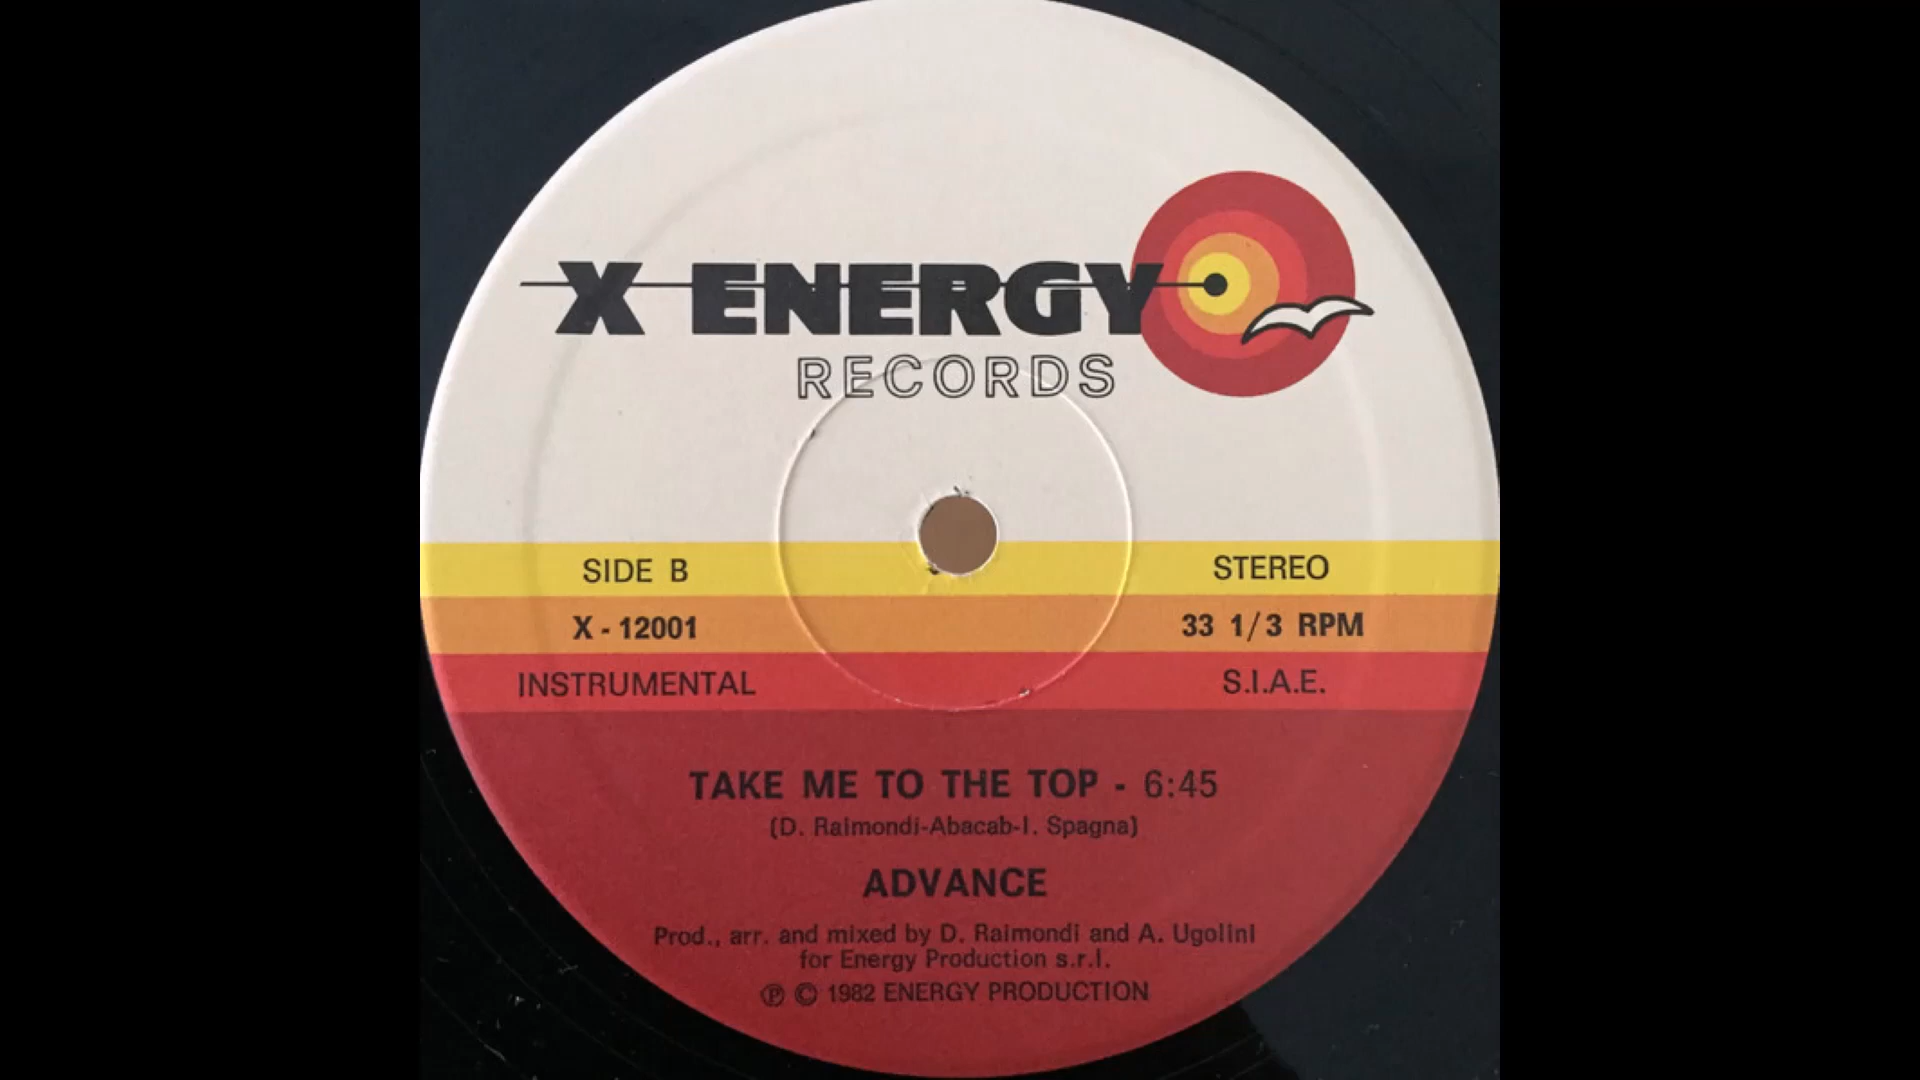 X ENERGY
RECORDS
SIDE B
STEREO
X - 12001
33 1/3 RPM
INSTRUMENTAL
S.I.A.E.
TAKE ME TO THE TOP - 6:45
(D. Raimondi-Abacab-I. Spagna)
ADVANCE
Prod., arr. and mixed by D. Raimondi and A. Ugolini
for Energy Production s.r.l.
℗ © 1982 ENERGY PRODUCTION